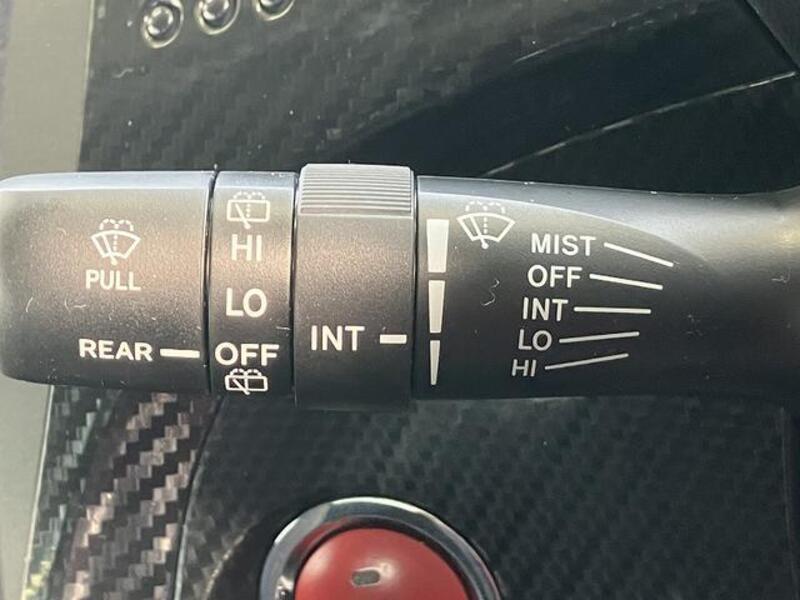 PULL
REAR
HI
LO
OFF
INT
MIST
OFF
INT
LO
HI